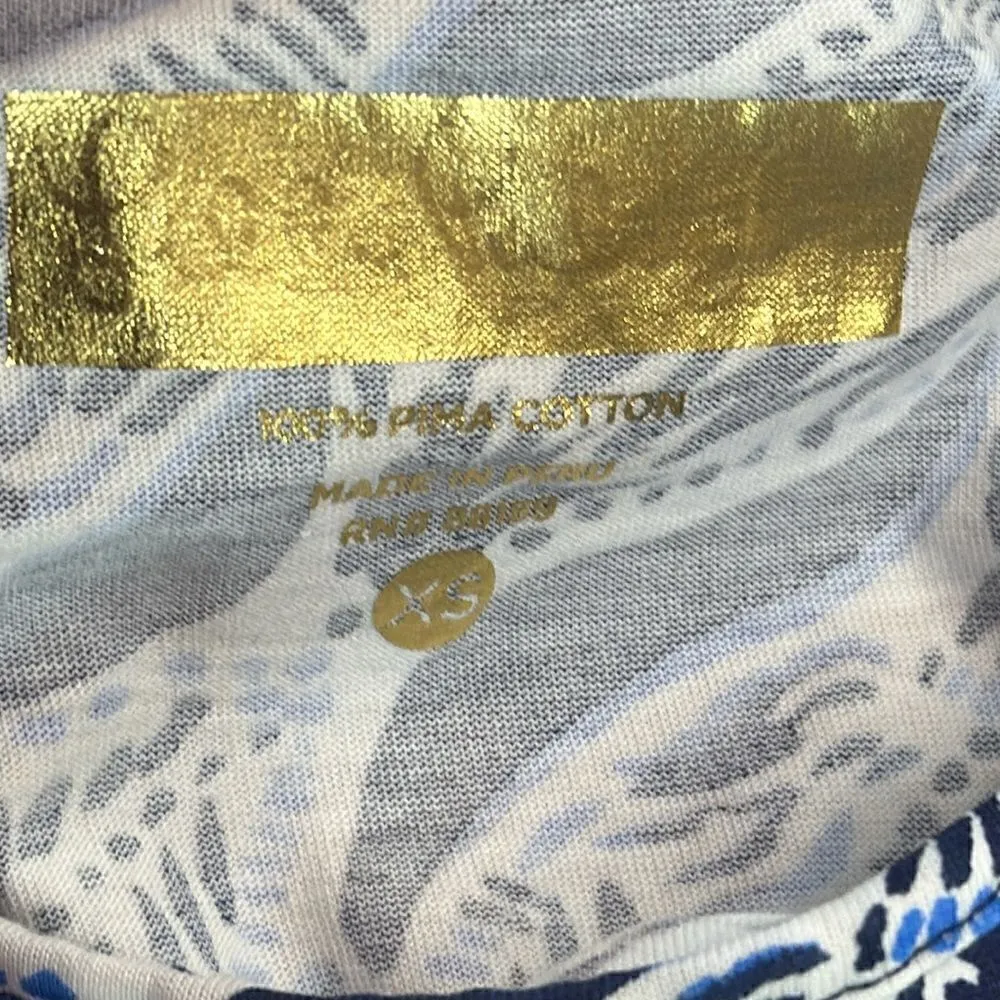 100% PIMA COTTON
MADE IN PERU
RN#
XS